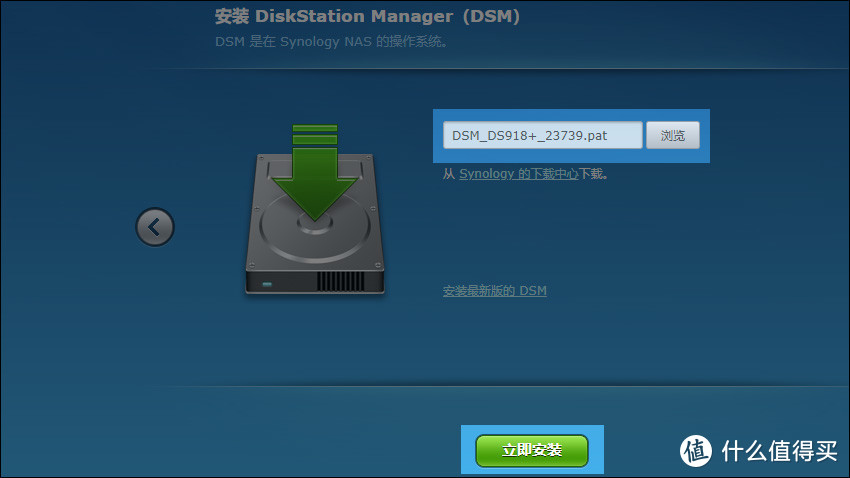 安装 DiskStation Manager (DSM)
DSM 是在 Synology NAS 的操作系统。
DSM_DS918+_23739.pat 浏览
从 Synology 的下载中心下载。
安装最新版的 DSM
立即安装
值 什么值得买